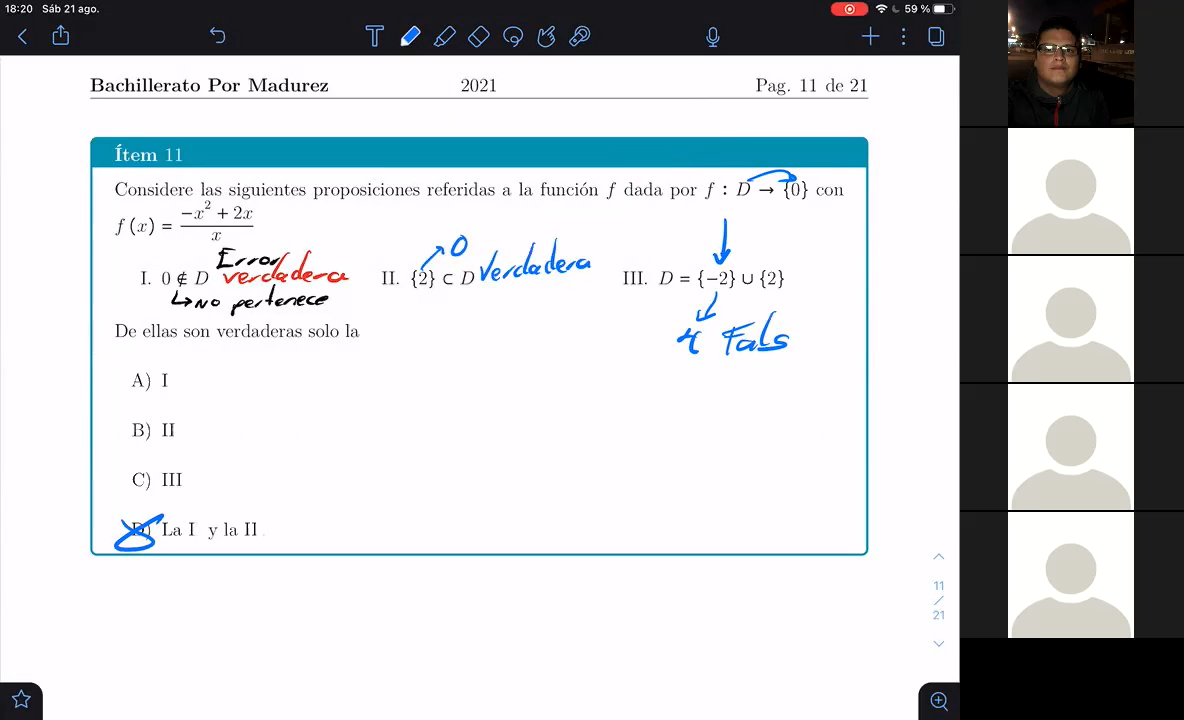 18:20 Sáb 21 ago.
59 %
Bachillerato Por Madurez 2021 Pag. 11 de 21
Ítem 11
Considere las siguientes proposiciones referidas a la función f dada por f : D → {0} con
f (x) = (−x² + 2x)/x
Error
0
I. 0 ∉ D verdadera II. {2} ⊂ D Verdadera III. D = {−2} ∪ {2}
↳ No pertenece
De ellas son verdaderas solo la
4 Fals
A) I
B) II
C) III
D) La I y la II
11
/
21